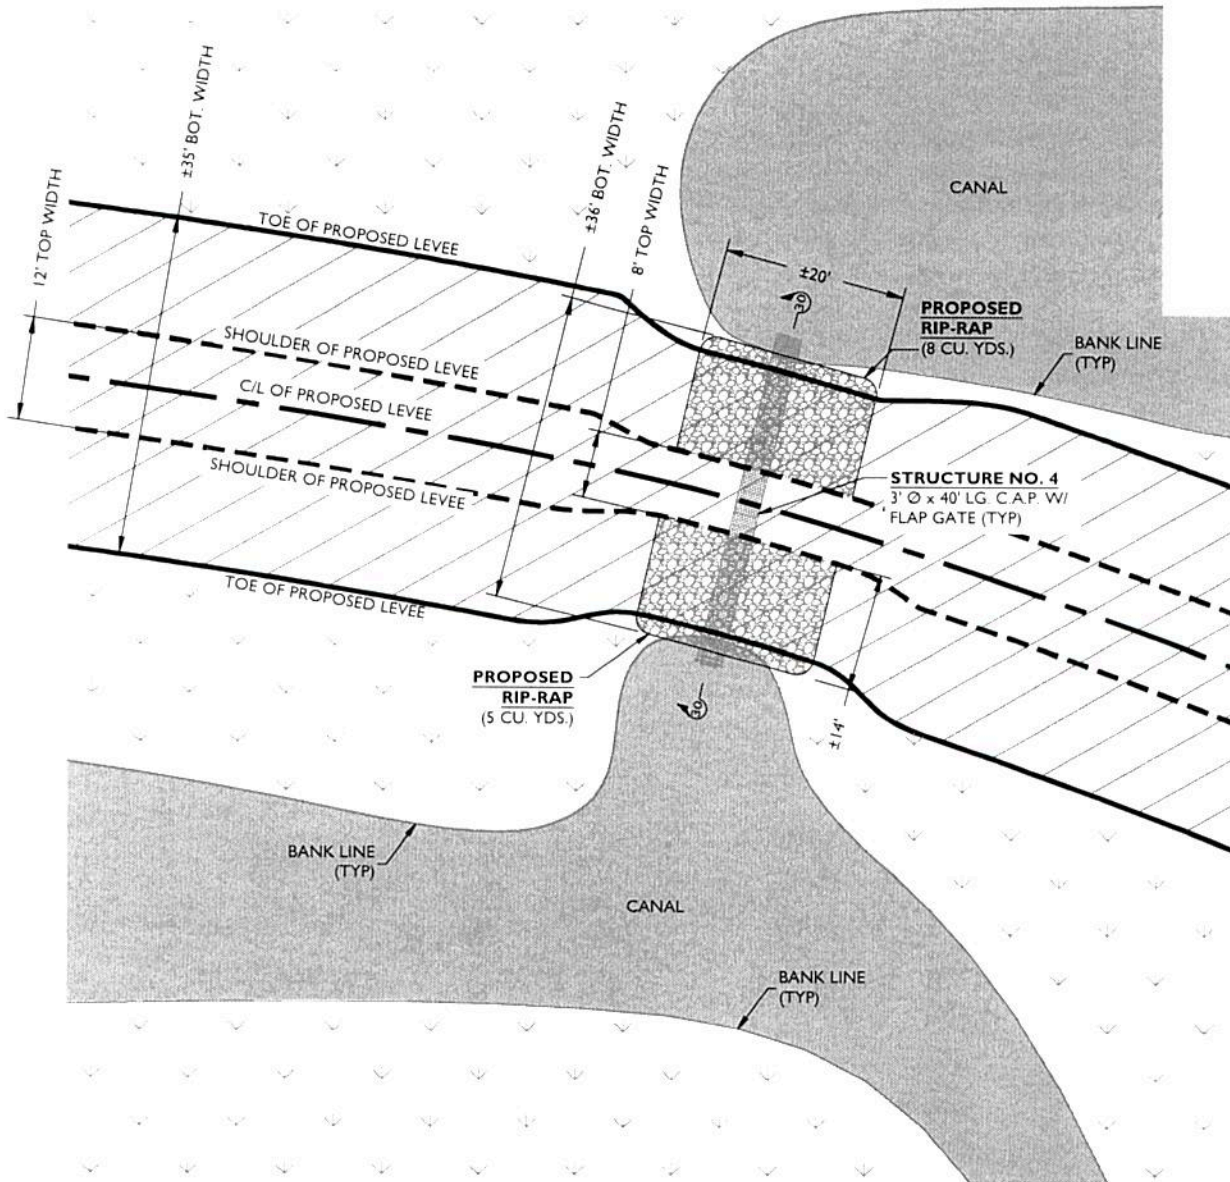 ±35' BOT. WIDTH
12' TOP WIDTH
±36' BOT. WIDTH
8' TOP WIDTH
CANAL
TOE OF PROPOSED LEVEE
±20'
30
PROPOSED
RIP-RAP
(8 CU. YDS.)
BANK LINE
(TYP)
SHOULDER OF PROPOSED LEVEE
C/L OF PROPOSED LEVEE
SHOULDER OF PROPOSED LEVEE
STRUCTURE NO. 4
3' Ø x 40' LG. C.A.P. W/
FLAP GATE (TYP)
TOE OF PROPOSED LEVEE
PROPOSED
RIP-RAP
(5 CU. YDS.)
30
±14'
BANK LINE
(TYP)
CANAL
BANK LINE
(TYP)